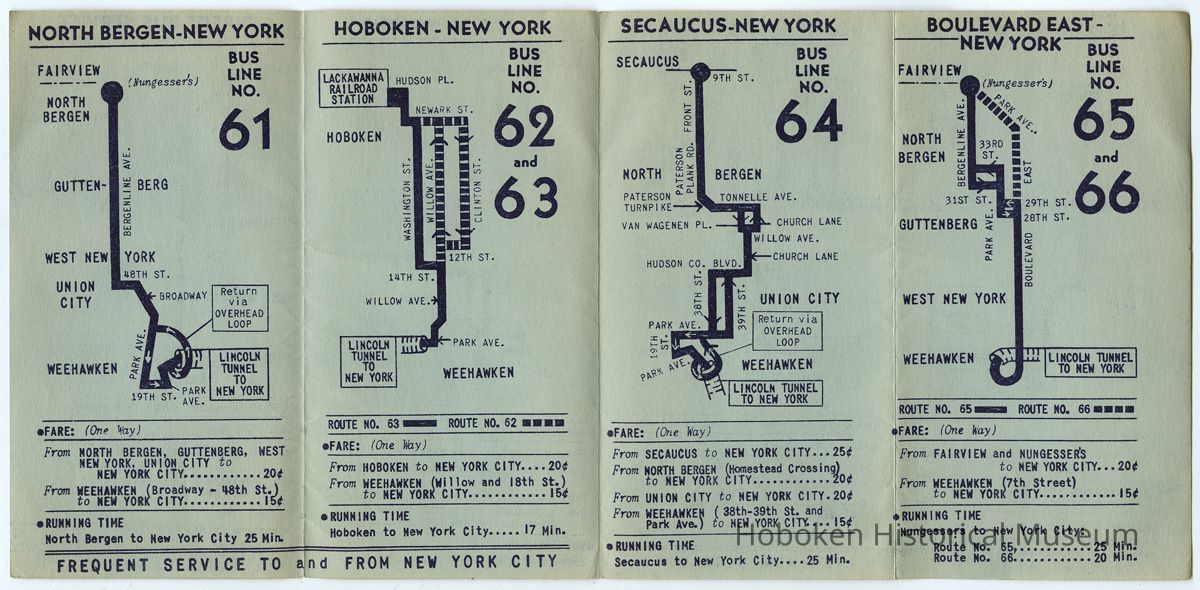 NORTH BERGEN-NEW YORK
BUS
LINE
NO.
61
FAIRVIEW
(Nungesser's)
NORTH
BERGEN
GUTTEN- BERG
BERGENLINE AVE.
WEST NEW YORK
48TH ST.
UNION
CITY
BROADWAY
Return
via
OVERHEAD
LOOP
PARK AVE.
WEEHAWKEN
LINCOLN
TUNNEL
TO
NEW YORK
19TH ST.
PARK
AVE.
•FARE: (One Way)
From NORTH BERGEN, GUTTENBERG, WEST
NEW YORK, UNION CITY to
NEW YORK CITY............20¢
From WEEHAWKEN (Broadway - 48th St.)
to NEW YORK CITY............15¢
•RUNNING TIME
North Bergen to New York City 25 Min.
HOBOKEN - NEW YORK
BUS
LINE
NO.
62
and
63
LACKAWANNA
RAILROAD
STATION
HUDSON PL.
NEWARK ST.
HOBOKEN
WASHINGTON ST.
WILLOW AVE.
CLINTON ST.
12TH ST.
14TH ST.
WILLOW AVE.
PARK AVE.
LINCOLN
TUNNEL
TO
NEW YORK
WEEHAWKEN
ROUTE NO. 63 ROUTE NO. 62
•FARE: (One Way)
From HOBOKEN to NEW YORK CITY....20¢
From WEEHAWKEN (Willow and 18th St.)
to NEW YORK CITY..........15¢
•RUNNING TIME
Hoboken to New York City..... 17 Min.
FREQUENT SERVICE TO and FROM NEW YORK CITY
SECAUCUS-NEW YORK
BUS
LINE
NO.
64
SECAUCUS
9TH ST.
FRONT ST.
PATERSON
PLANK RD.
NORTH BERGEN
PATERSON
TURNPIKE
TONNELLE AVE.
VAN WAGENEN PL.
CHURCH LANE
WILLOW AVE.
CHURCH LANE
HUDSON CO. BLVD.
38TH ST.
39TH ST.
UNION CITY
Return via
OVERHEAD
LOOP
PARK AVE.
19TH
ST.
PARK AVE.
WEEHAWKEN
LINCOLN TUNNEL
TO NEW YORK
•FARE: (One Way)
From SECAUCUS to NEW YORK CITY...25¢
From NORTH BERGEN (Homestead Crossing)
to NEW YORK CITY...........20¢
From UNION CITY to NEW YORK CITY.20¢
From WEEHAWKEN (38th-39th St. and
Park Ave.) to NEW YORK CITY...15¢
•RUNNING TIME
Secaucus to New York City.... 25 Min.
BOULEVARD EAST-
NEW YORK
BUS
LINE
NO.
65
and
66
FAIRVIEW
(Nungesser's)
PARK AVE.
BERGENLINE AVE.
NORTH
BERGEN
33RD
ST.
EAST
31ST ST.
29TH ST.
28TH ST.
GUTTENBERG
PARK AVE.
BOULEVARD
WEST NEW YORK
WEEHAWKEN
LINCOLN TUNNEL
TO NEW YORK
ROUTE NO. 65 ROUTE NO. 66
•FARE: (One Way)
From FAIRVIEW and NUNGESSER'S
to NEW YORK CITY...20¢
From WEEHAWKEN (7th Street)
to NEW YORK CITY..........15¢
•RUNNING TIME
Nungessers to New York City
Route No. 65, 25 Min.
Route No. 66 20 Min.
Hoboken Historical Museum